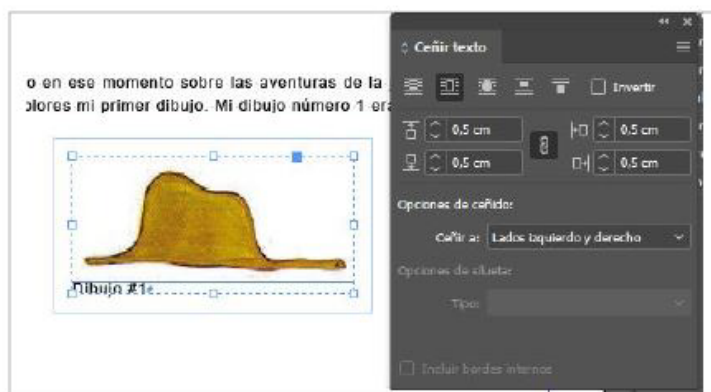 Ceñir texto
o en ese momento sobre las aventuras de la
olores mi primer dibujo. Mi dibujo número 1 era
Invertir
0,5 cm 0,5 cm
0,5 cm 0,5 cm
Opciones de ceñido:
Ceñir a: Lados izquierdo y derecho
Opciones de silueta:
Tipo:
Incluir bordes internos
Dibujo #1